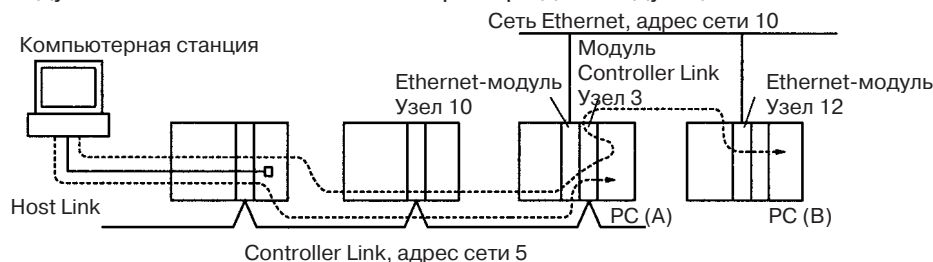 Сеть Ethernet, адрес сети 10
Компьютерная станция
Модуль
Controller Link
Узел 3
Ethernet-модуль
Узел 10
Ethernet-модуль
Узел 12
Host Link
PC (A)
PC (B)
Controller Link, адрес сети 5